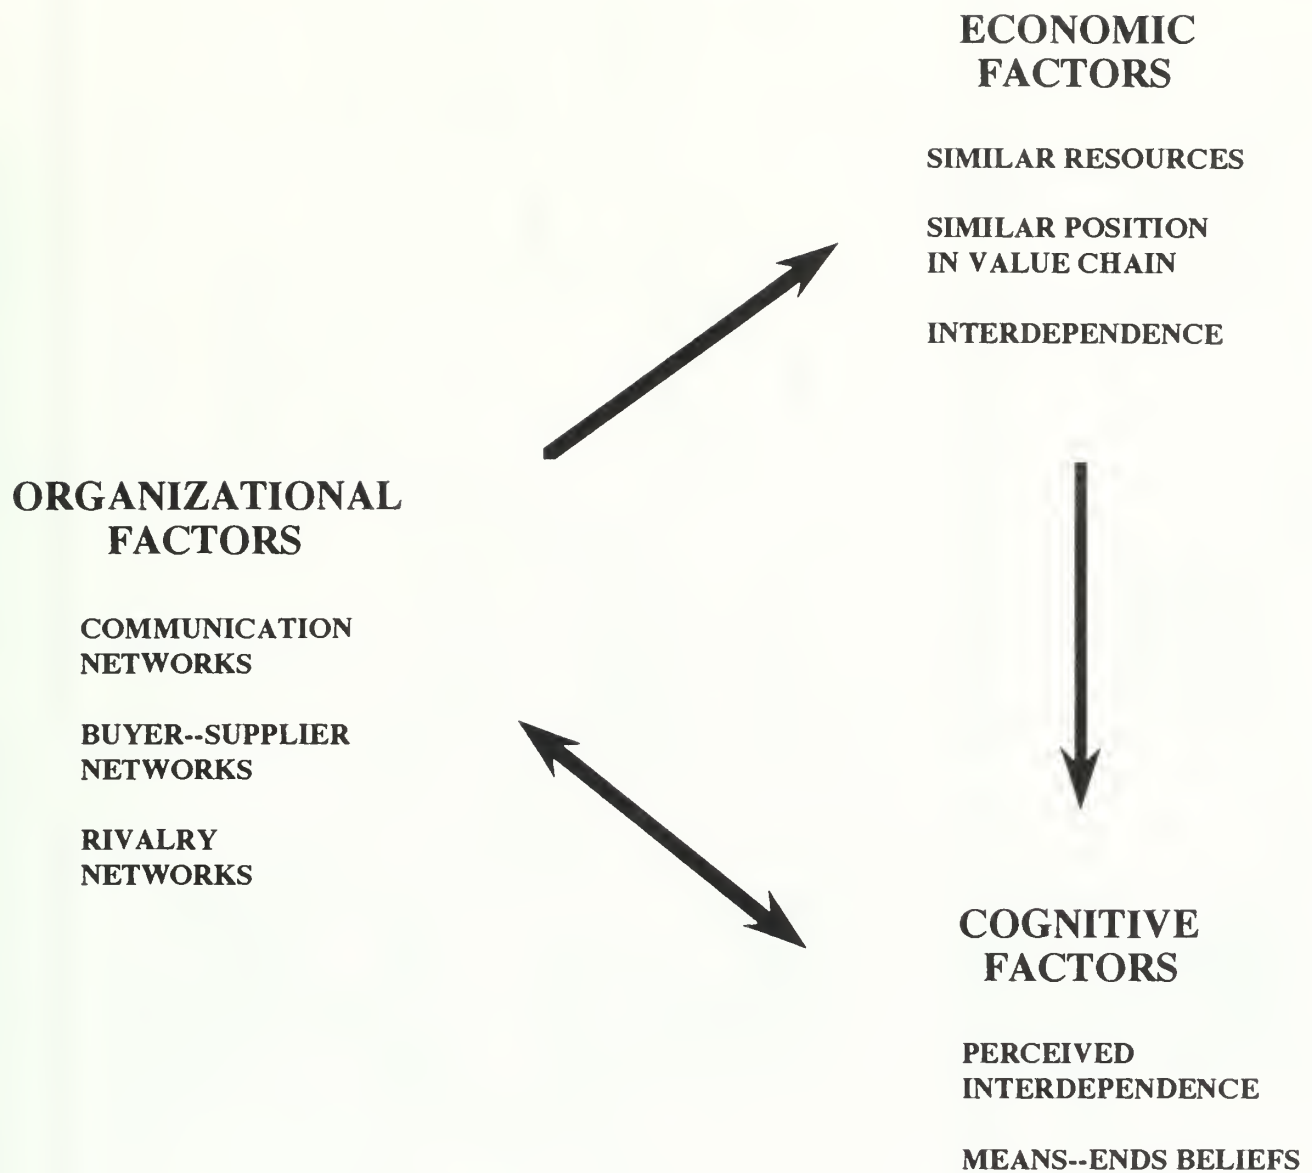 ECONOMIC
FACTORS
SIMILAR RESOURCES
SIMILAR POSITION
IN VALUE CHAIN
INTERDEPENDENCE
ORGANIZATIONAL
FACTORS
COMMUNICATION
NETWORKS
BUYER--SUPPLIER
NETWORKS
RIVALRY
NETWORKS
COGNITIVE
FACTORS
PERCEIVED
INTERDEPENDENCE
MEANS--ENDS BELIEFS